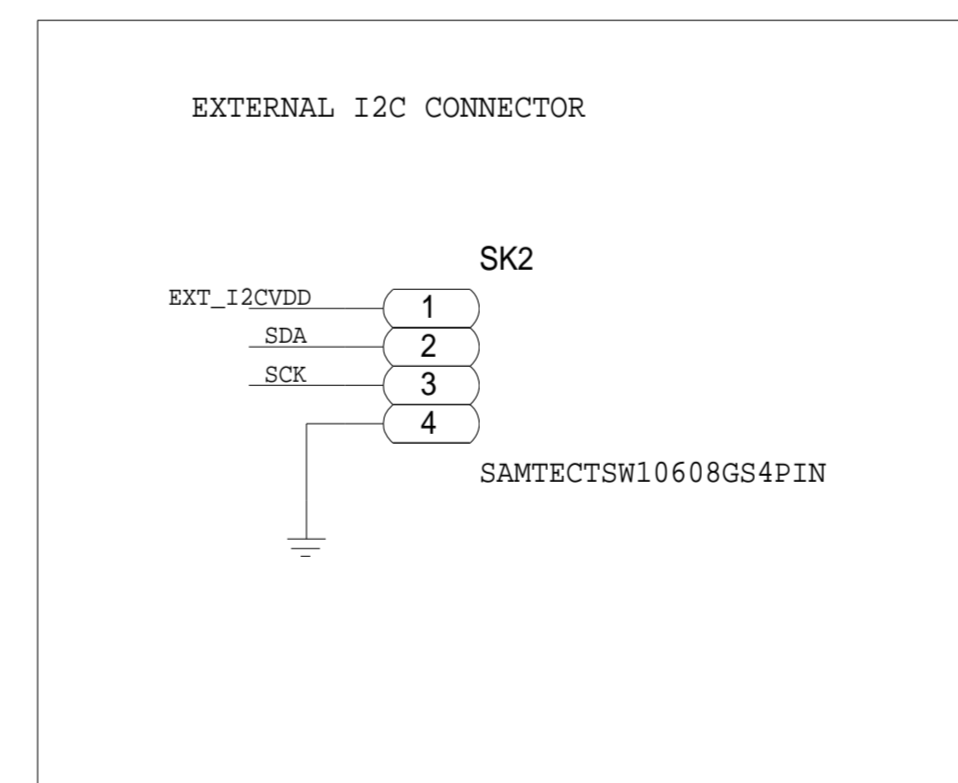 EXTERNAL I2C CONNECTOR
SK2
EXT_I2CVDD
1
SDA
2
SCK
3
4
SAMTECTSW10608GS4PIN